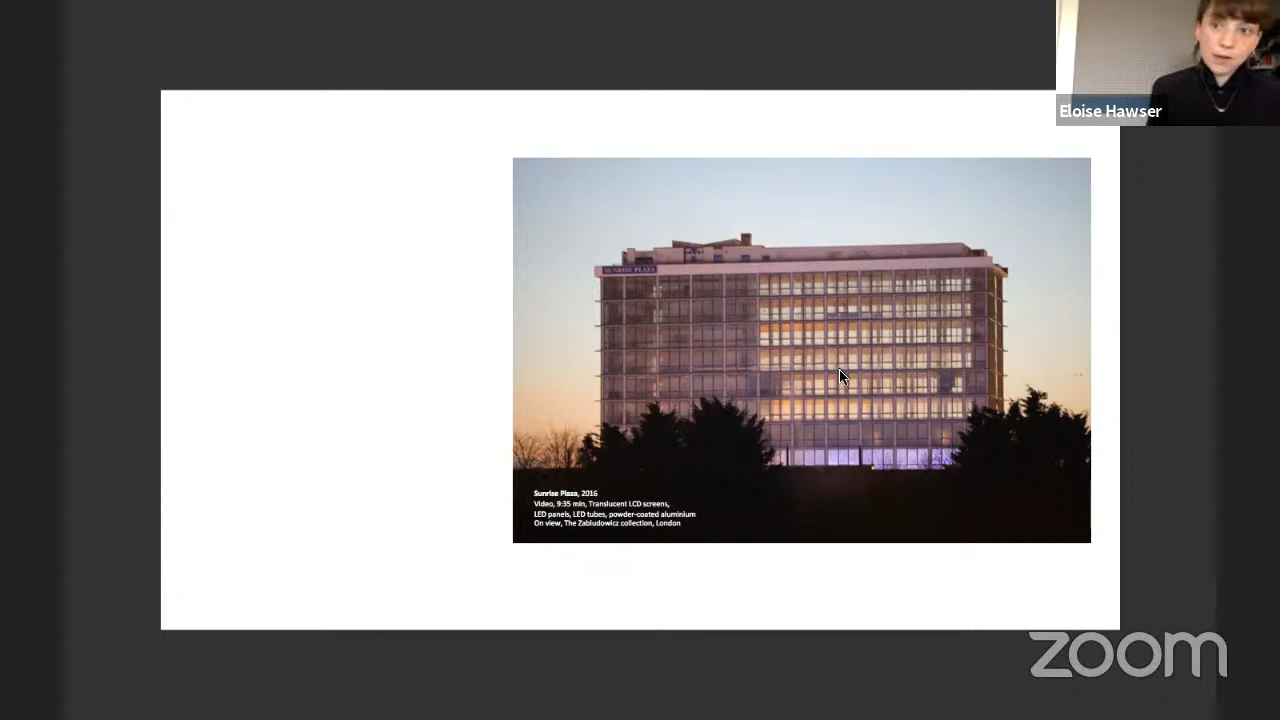 Eloise Hawser
SUNRISE PLAZA
Sunrise Plaza, 2016
Video, 9:35 min, Translucent LCD screens,
LED panels, LED tubes, powder-coated aluminium
On view, The Zabludowicz collection, London
zoom